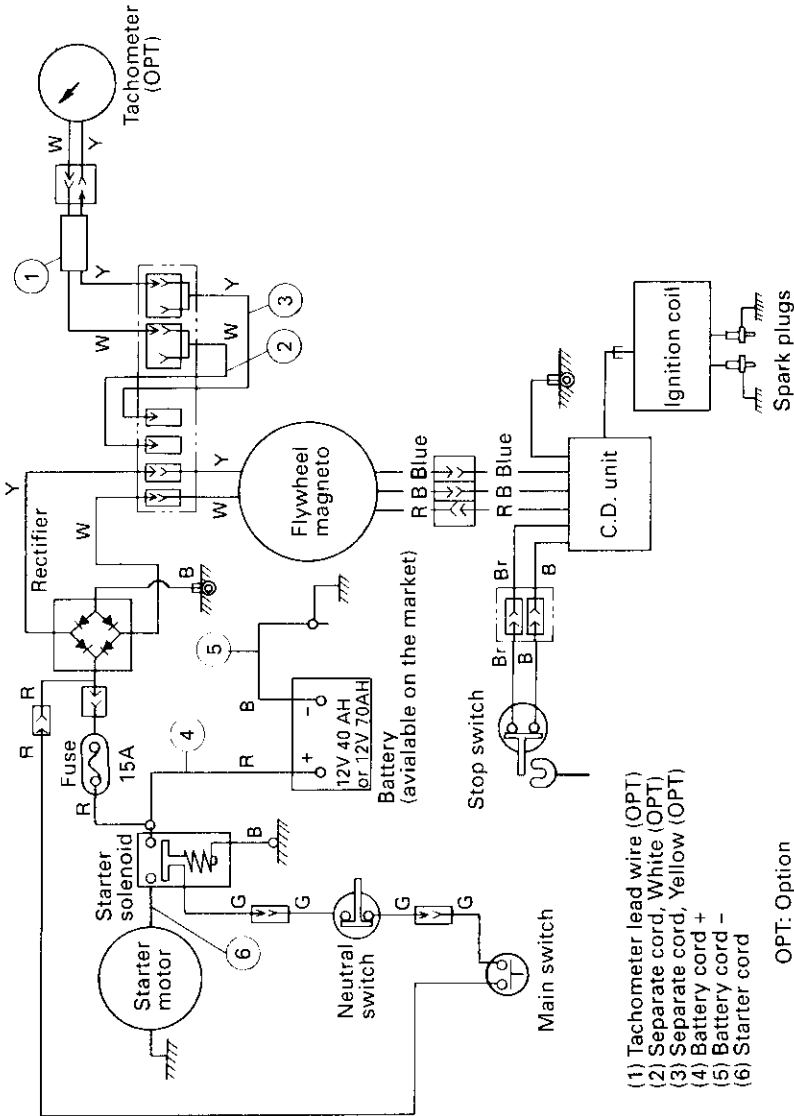 Tachometer
(OPT)
W
Y
1
Y
W
Y
3
W
2
Y
Rectifier
W
B
Y
W
Flywheel
magneto
R B Blue
R B Blue
C.D. unit
Ignition coil
Spark plugs
R
R
Fuse
15A
R
4
R
5
B
+ -
12V 40 AH
or 12V 70AH
Battery
(avialable on the market)
Br
B
Br
B
Stop switch
Starter
solenoid
B
6
Starter
motor
G
G
Neutral
switch
G
G
Main switch
(1) Tachometer lead wire (OPT)
(2) Separate cord, White (OPT)
(3) Separate cord, Yellow (OPT)
(4) Battery cord +
(5) Battery cord −
(6) Starter cord
OPT: Option